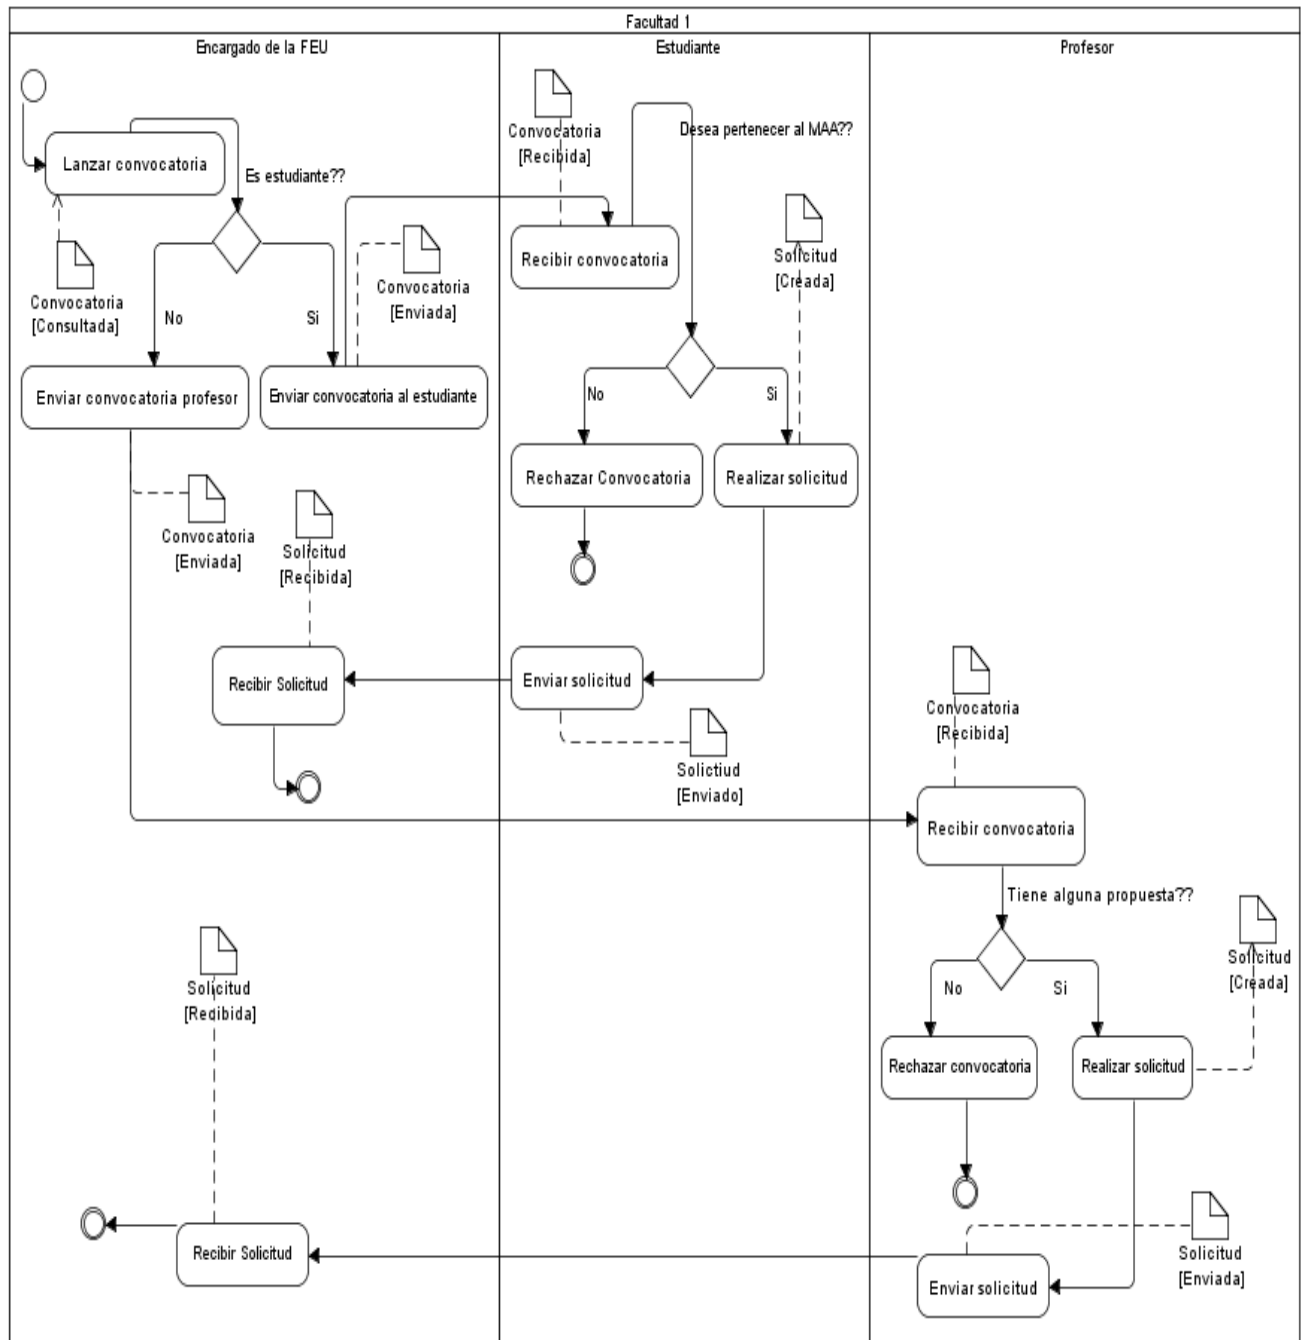 Facultad 1
Encargado de la FEU
Estudiante
Profesor
Lanzar convocatoria
Es estudiante??
Convocatoria
[Consultada]
No
Si
Convocatoria
[Enviada]
Enviar convocatoria profesor
Enviar convocatoria al estudiante
Convocatoria
[Enviada]
Solicitud
[Recibida]
Recibir Solicitud
Convocatoria
[Recibida]
Desea pertenecer al MAA??
Recibir convocatoria
Solicitud
[Creada]
No
Si
Rechazar Convocatoria
Realizar solicitud
Enviar solicitud
Solictiud
[Enviado]
Convocatoria
[Recibida]
Recibir convocatoria
Tiene alguna propuesta??
Solicitud
[Creada]
No
Si
Rechazar convocatoria
Realizar solicitud
Solicitud
[Enviada]
Enviar solicitud
Solicitud
[Recibida]
Recibir Solicitud